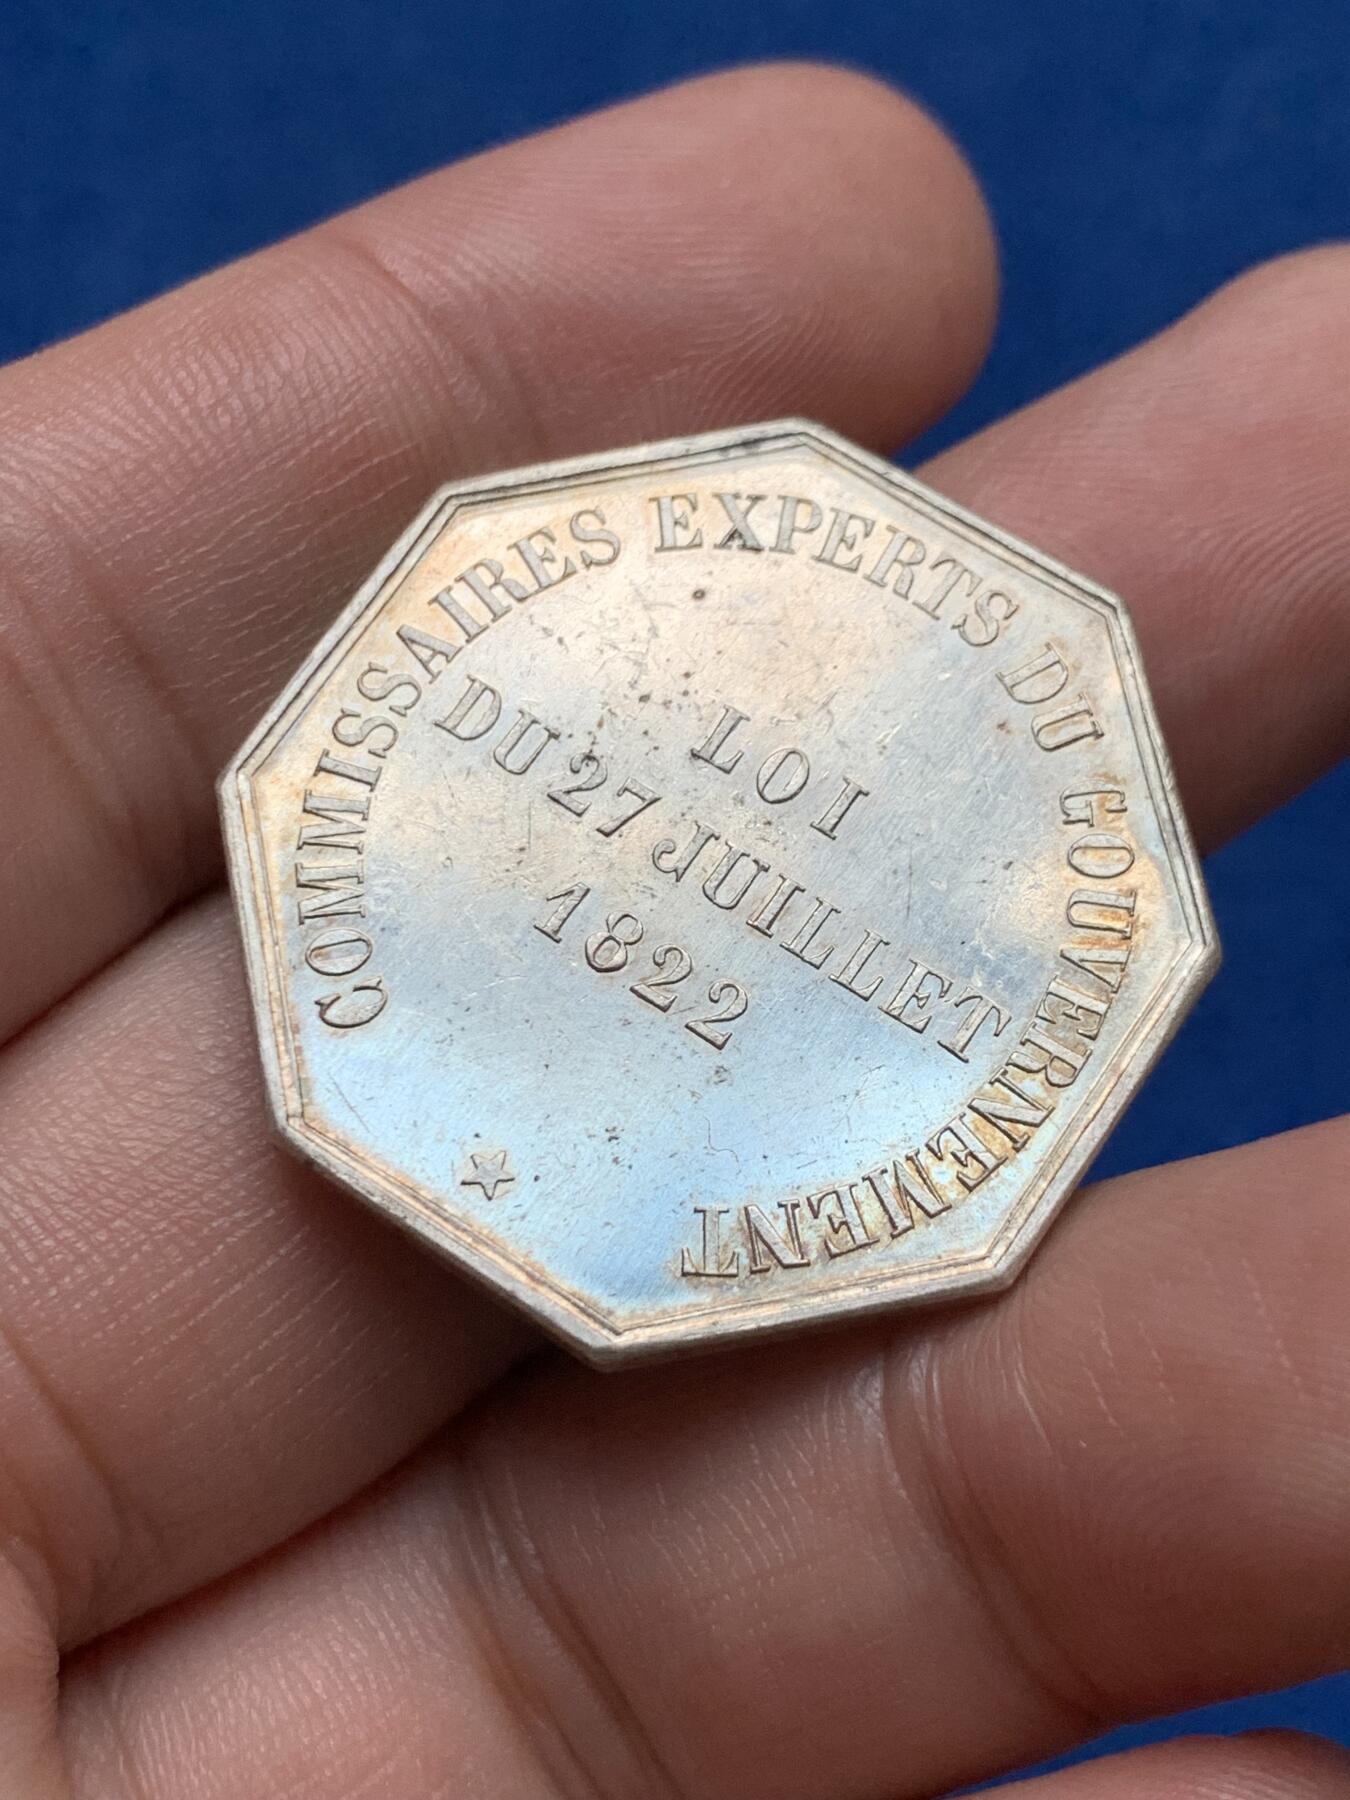 COMMISSAIRES EXPERTS DU GOUVERNEMENT
LOI
DU 27 JUILLET
1822